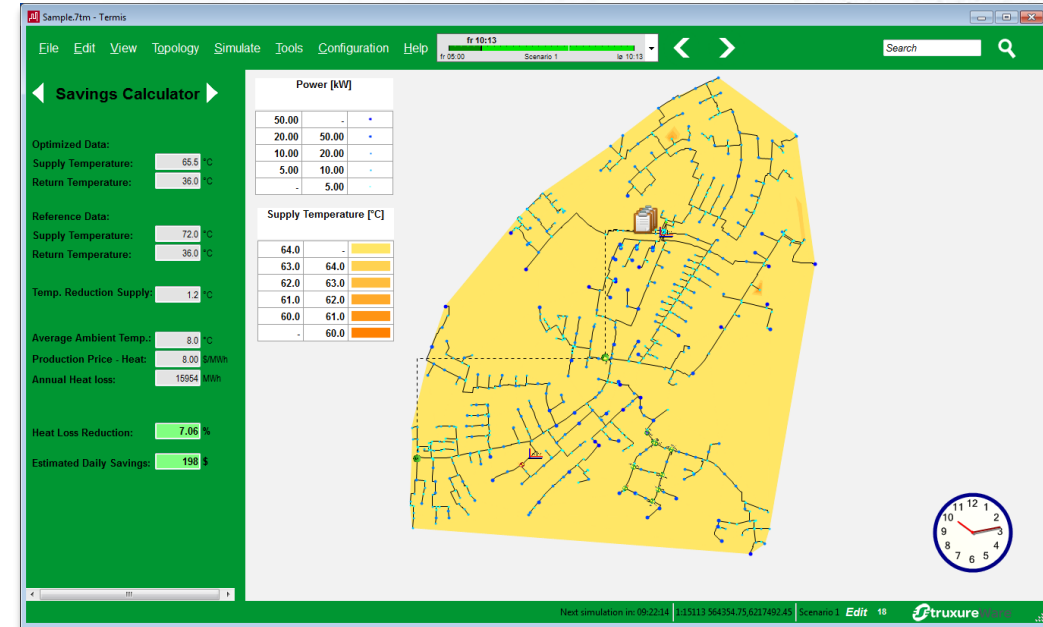 Sample.7tm - Termis
File Edit View Topology Simulate Tools Configuration Help
fr 10:13
fr 05:00 Scenario 1 lø 10:13
Search
Savings Calculator
Optimized Data:
Supply Temperature: 65.5 °C
Return Temperature: 36.0 °C
Reference Data:
Supply Temperature: 72.0 °C
Return Temperature: 36.0 °C
Temp. Reduction Supply: 1.2 °C
Average Ambient Temp.: 8.0 °C
Production Price - Heat: 8.00 $/MWh
Annual Heat loss: 15954 MWh
Heat Loss Reduction: 7.06 %
Estimated Daily Savings: 198 $
Power [kW]
50.00 -
20.00 50.00
10.00 20.00
5.00 10.00
- 5.00
Supply Temperature [°C]
64.0 -
63.0 64.0
62.0 63.0
61.0 62.0
60.0 61.0
- 60.0
11 12 1
10 2
9 3
8 4
7 6 5
Next simulation in: 09:22:14 1:15113 564354.75,6217492.45 Scenario 1 Edit 18 StruxureWare